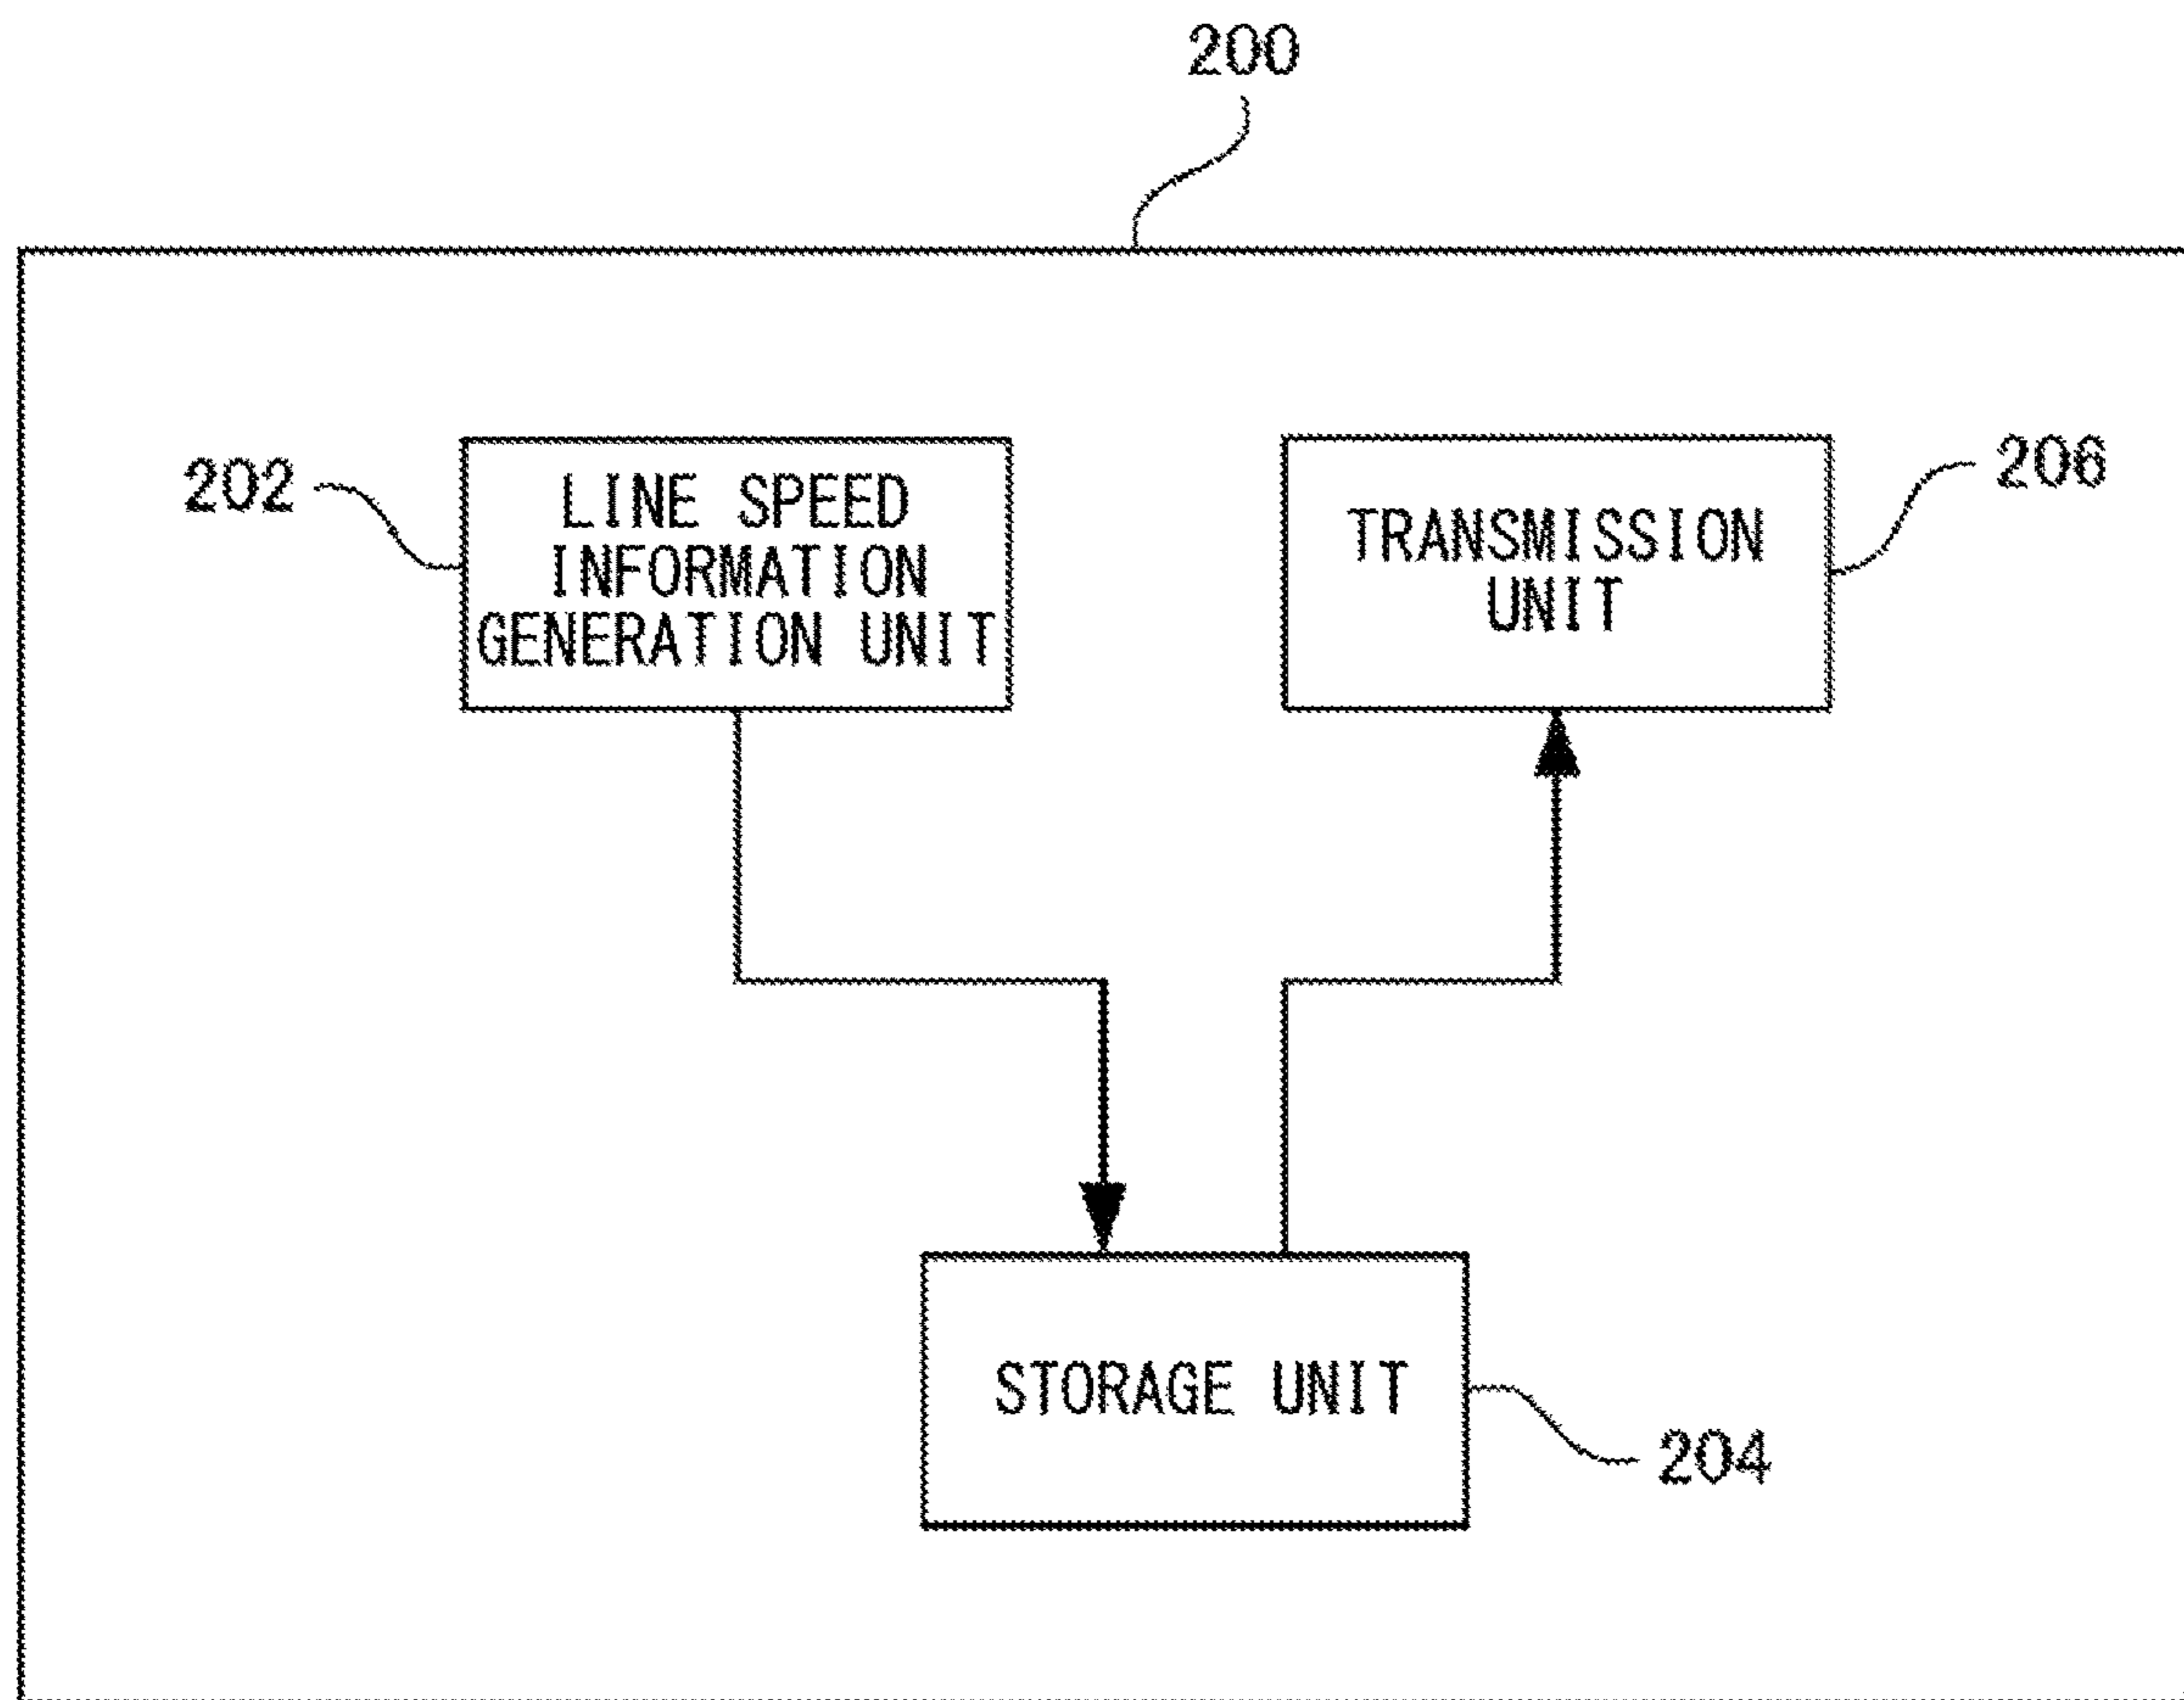 200
202
LINE SPEED
INFORMATION
GENERATION UNIT
TRANSMISSION
UNIT
206
STORAGE UNIT
204